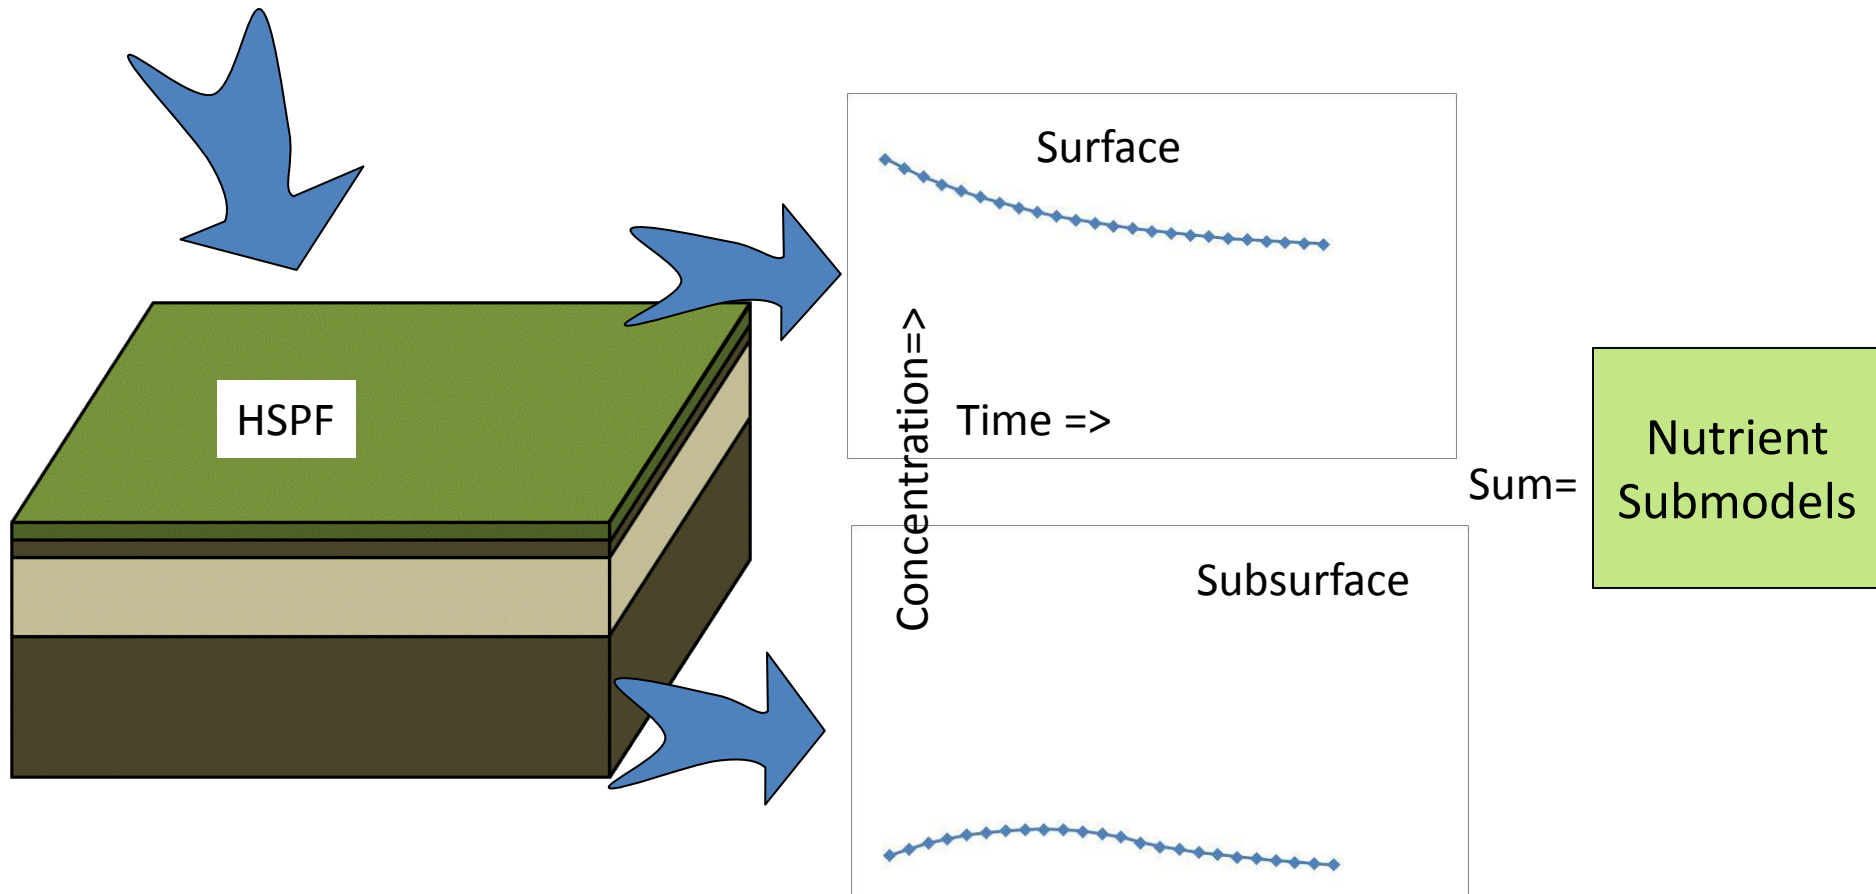 Surface
HSPF
Concentration=>
Time =>
Sum=
Nutrient
Submodels
Subsurface